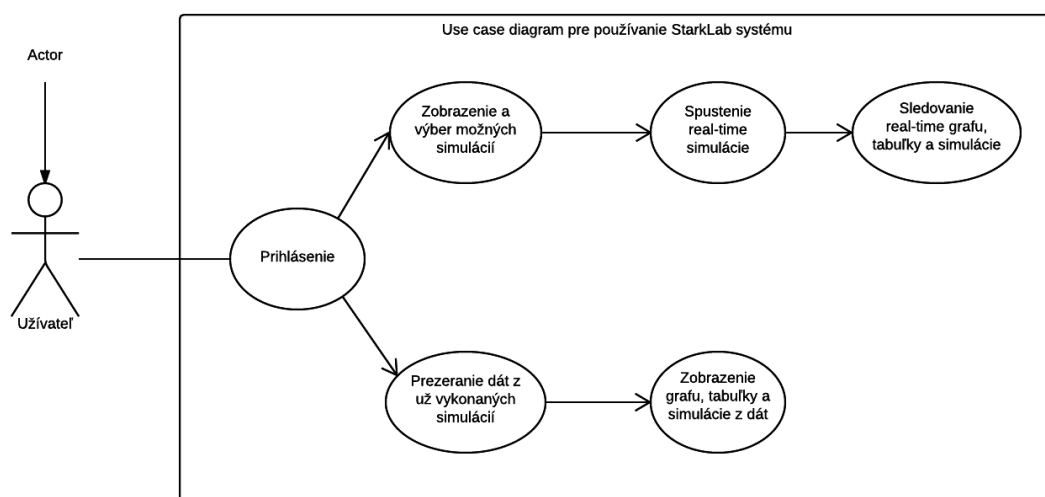 Use case diagram pre používanie StarkLab systému
Actor
Užívateľ
Prihlásenie
Zobrazenie a
výber možných
simulácií
Spustenie
real-time
simulácie
Sledovanie
real-time grafu,
tabuľky a simulácie
Prezeranie dát z
už vykonaných
simulácií
Zobrazenie
grafu, tabuľky a
simulácie z dát